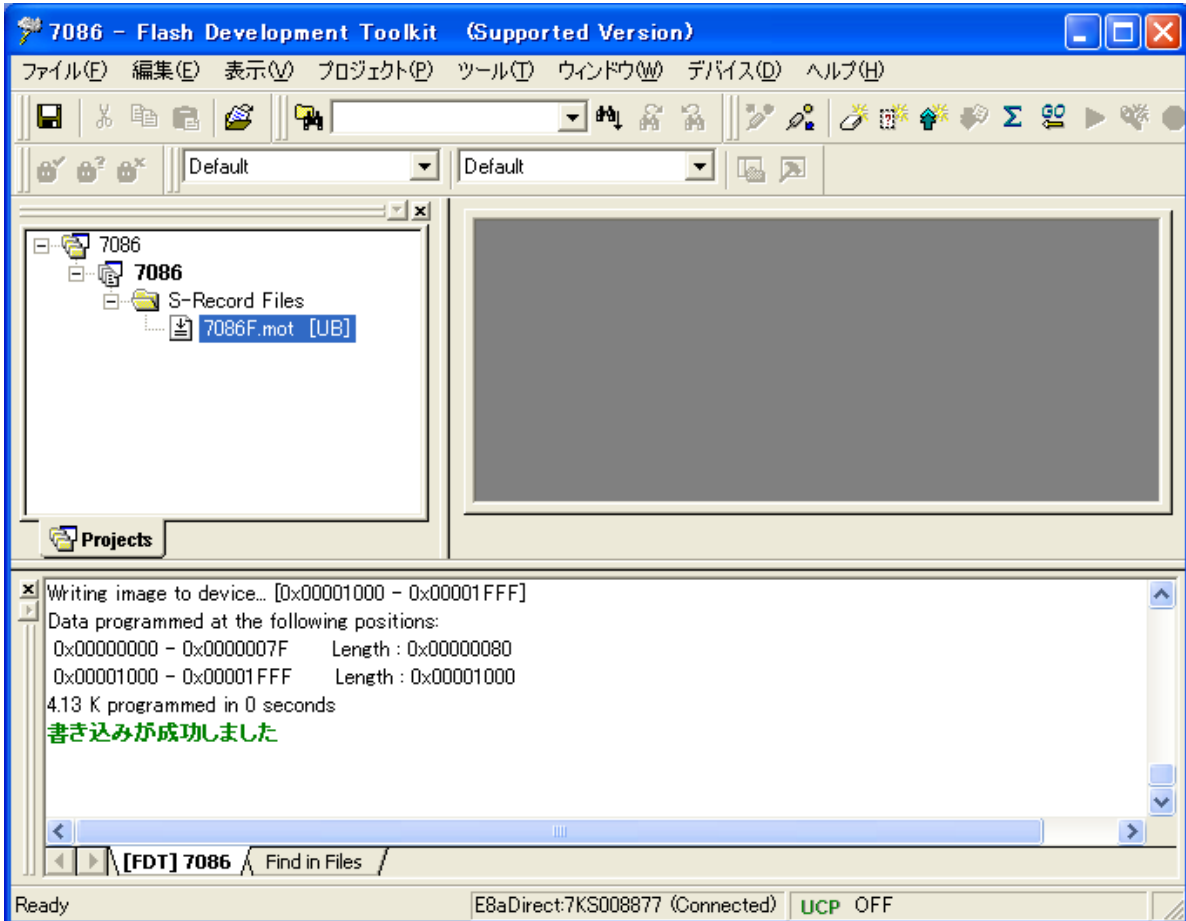 7086 - Flash Development Toolkit (Supported Version)
ファイル(F) 編集(E) 表示(V) プロジェクト(P) ツール(T) ウィンドウ(W) デバイス(D) ヘルプ(H)
Default Default
7086
7086
S-Record Files
7086F.mot [UB]
Projects
Writing image to device... [0x00001000 - 0x00001FFF]
Data programmed at the following positions:
0x00000000 - 0x0000007F Length : 0x00000080
0x00001000 - 0x00001FFF Length : 0x00001000
4.13 K programmed in 0 seconds
書き込みが成功しました
[FDT] 7086 Find in Files
Ready E8aDirect:7KS008877 (Connected) UCP OFF